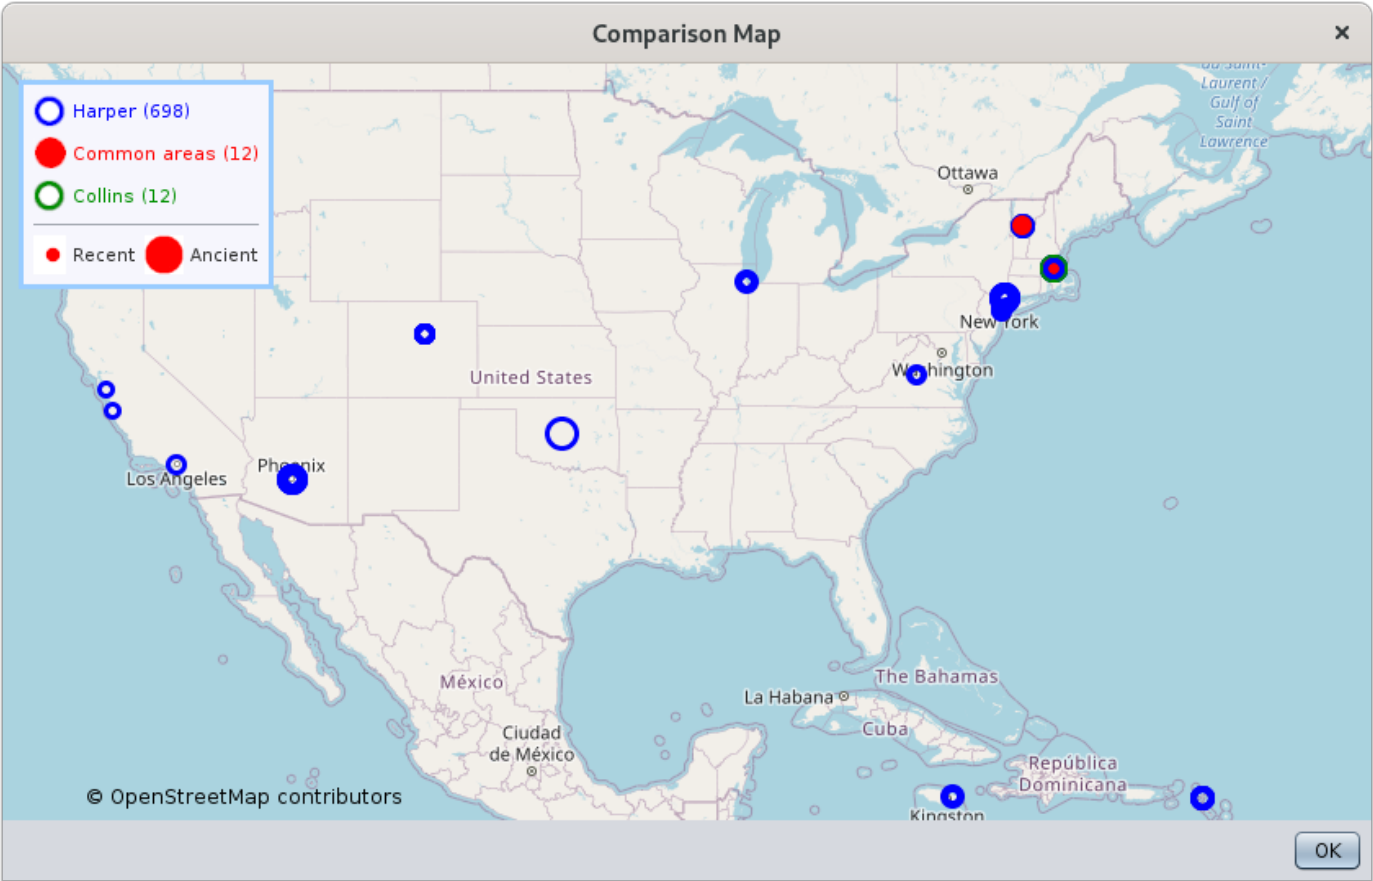 Comparison Map
×
du Saint-
Laurent /
Gulf of
Saint
Lawrence
Harper (698)
Common areas (12)
Collins (12)
Recent
Ancient
Ottawa
New York
Washington
United States
Phoenix
Los Angeles
The Bahamas
México
La Habana
Cuba
Ciudad
de México
República
Dominicana
© OpenStreetMap contributors
Kingston
OK